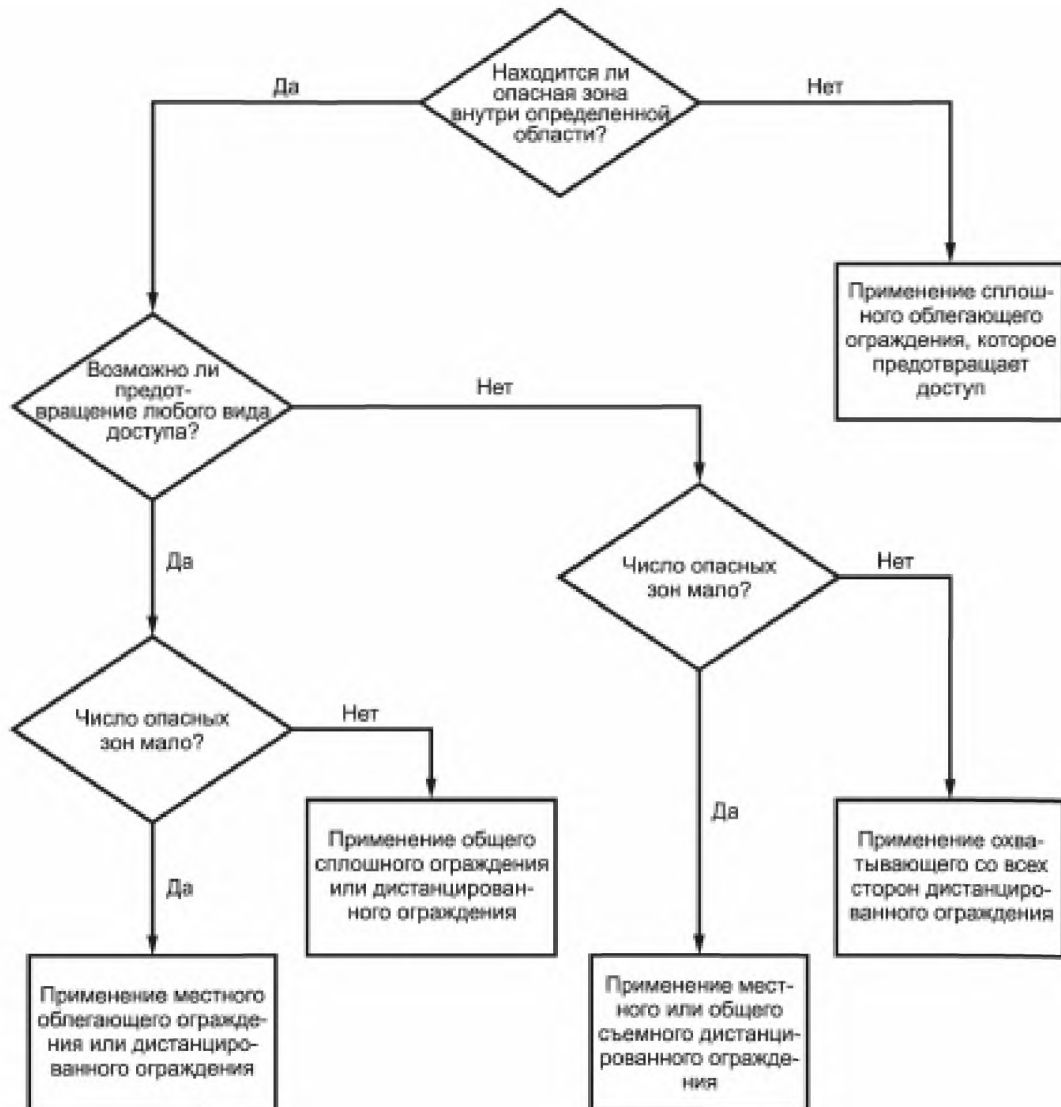 Находится ли
опасная зона
внутри определенной
области?
Да
Нет
Применение сплош-
ного облегающего
ограждения, которое
предотвращает
доступ
Возможно ли
предот-
вращение любого вида
доступа?
Нет
Да
Число опасных
зон мало?
Нет
Да
Число опасных
зон мало?
Нет
Да
Применение общего
сплошного ограждения
или дистанцирован-
ного ограждения
Применение охва-
тывающего со всех
сторон дистанциро-
ванного ограждения
Применение местного
облегающего огражде-
ния или дистанциро-
ванного ограждения
Применение мест-
ного или общего
съемного дистанци-
рованного огражде-
ния